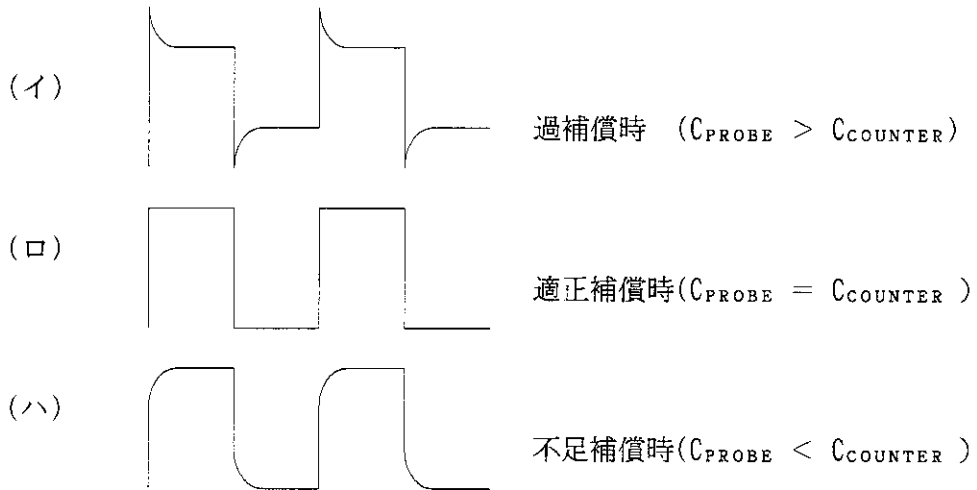 (イ)
過補償時 (CPROBE > CCOUNTER)
(ロ)
適正補償時(CPROBE = CCOUNTER )
(ハ)
不足補償時(CPROBE < CCOUNTER )